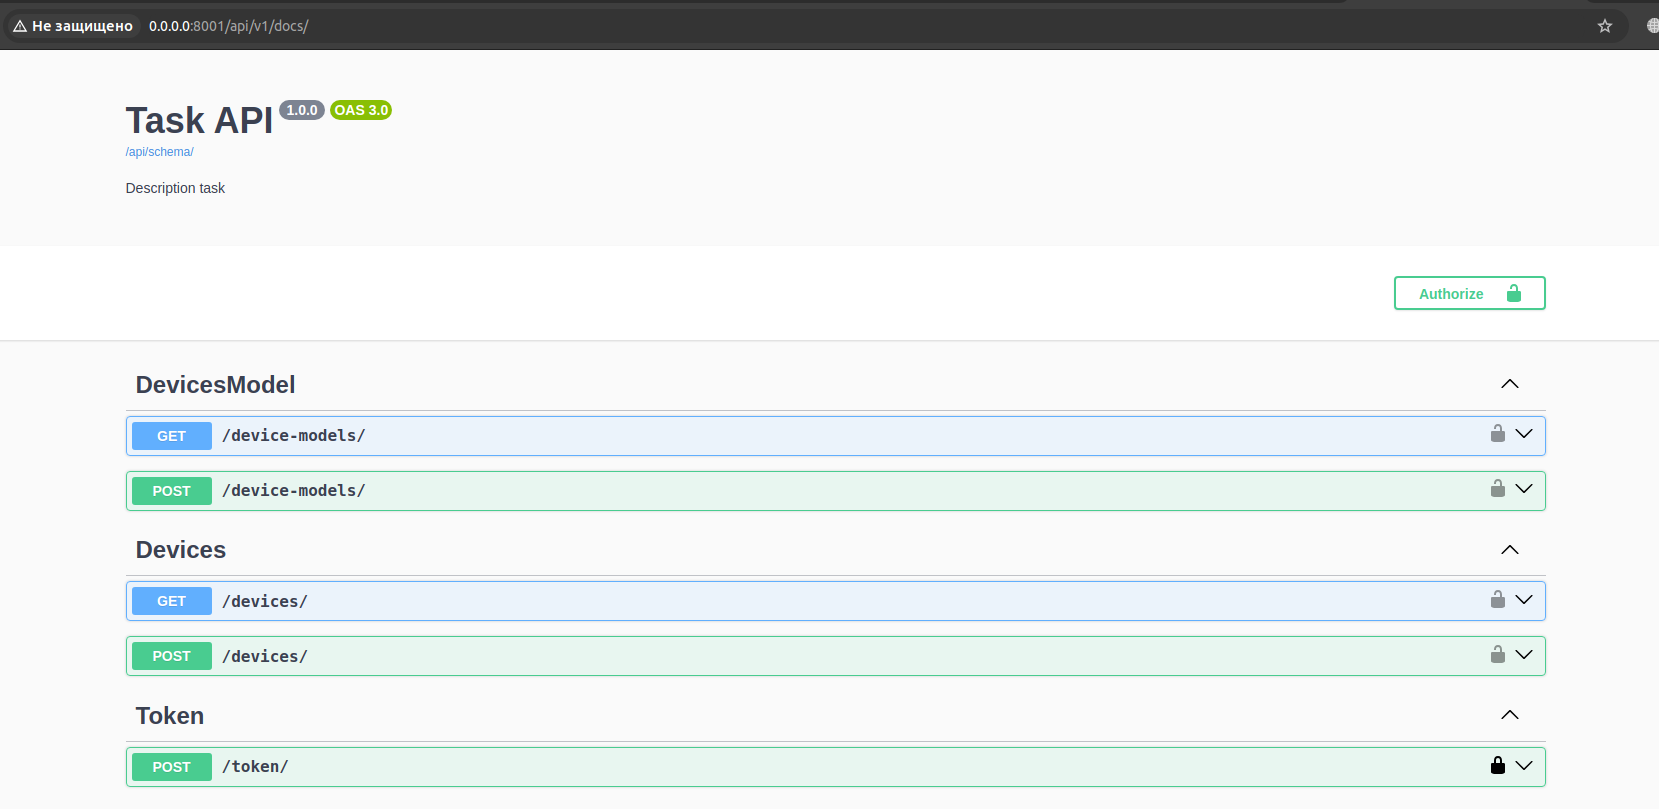 Не защищено 0.0.0.0:8001/api/v1/docs/
Task API 1.0.0 OAS 3.0
/api/schema/
Description task
Authorize
DevicesModel
GET /device-models/
POST /device-models/
Devices
GET /devices/
POST /devices/
Token
POST /token/